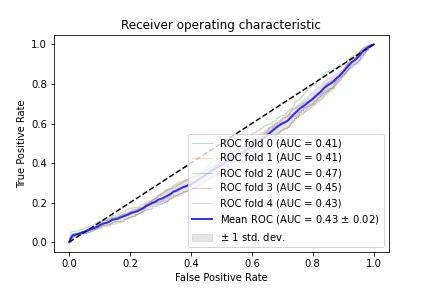 Receiver operating characteristic
True Positive Rate
1.0
0.8
0.6
0.4
0.2
0.0
ROC fold 0 (AUC = 0.41)
ROC fold 1 (AUC = 0.41)
ROC fold 2 (AUC = 0.47)
ROC fold 3 (AUC = 0.45)
ROC fold 4 (AUC = 0.43)
Mean ROC (AUC = 0.43 ± 0.02)
± 1 std. dev.
0.0 0.2 0.4 0.6 0.8 1.0
False Positive Rate